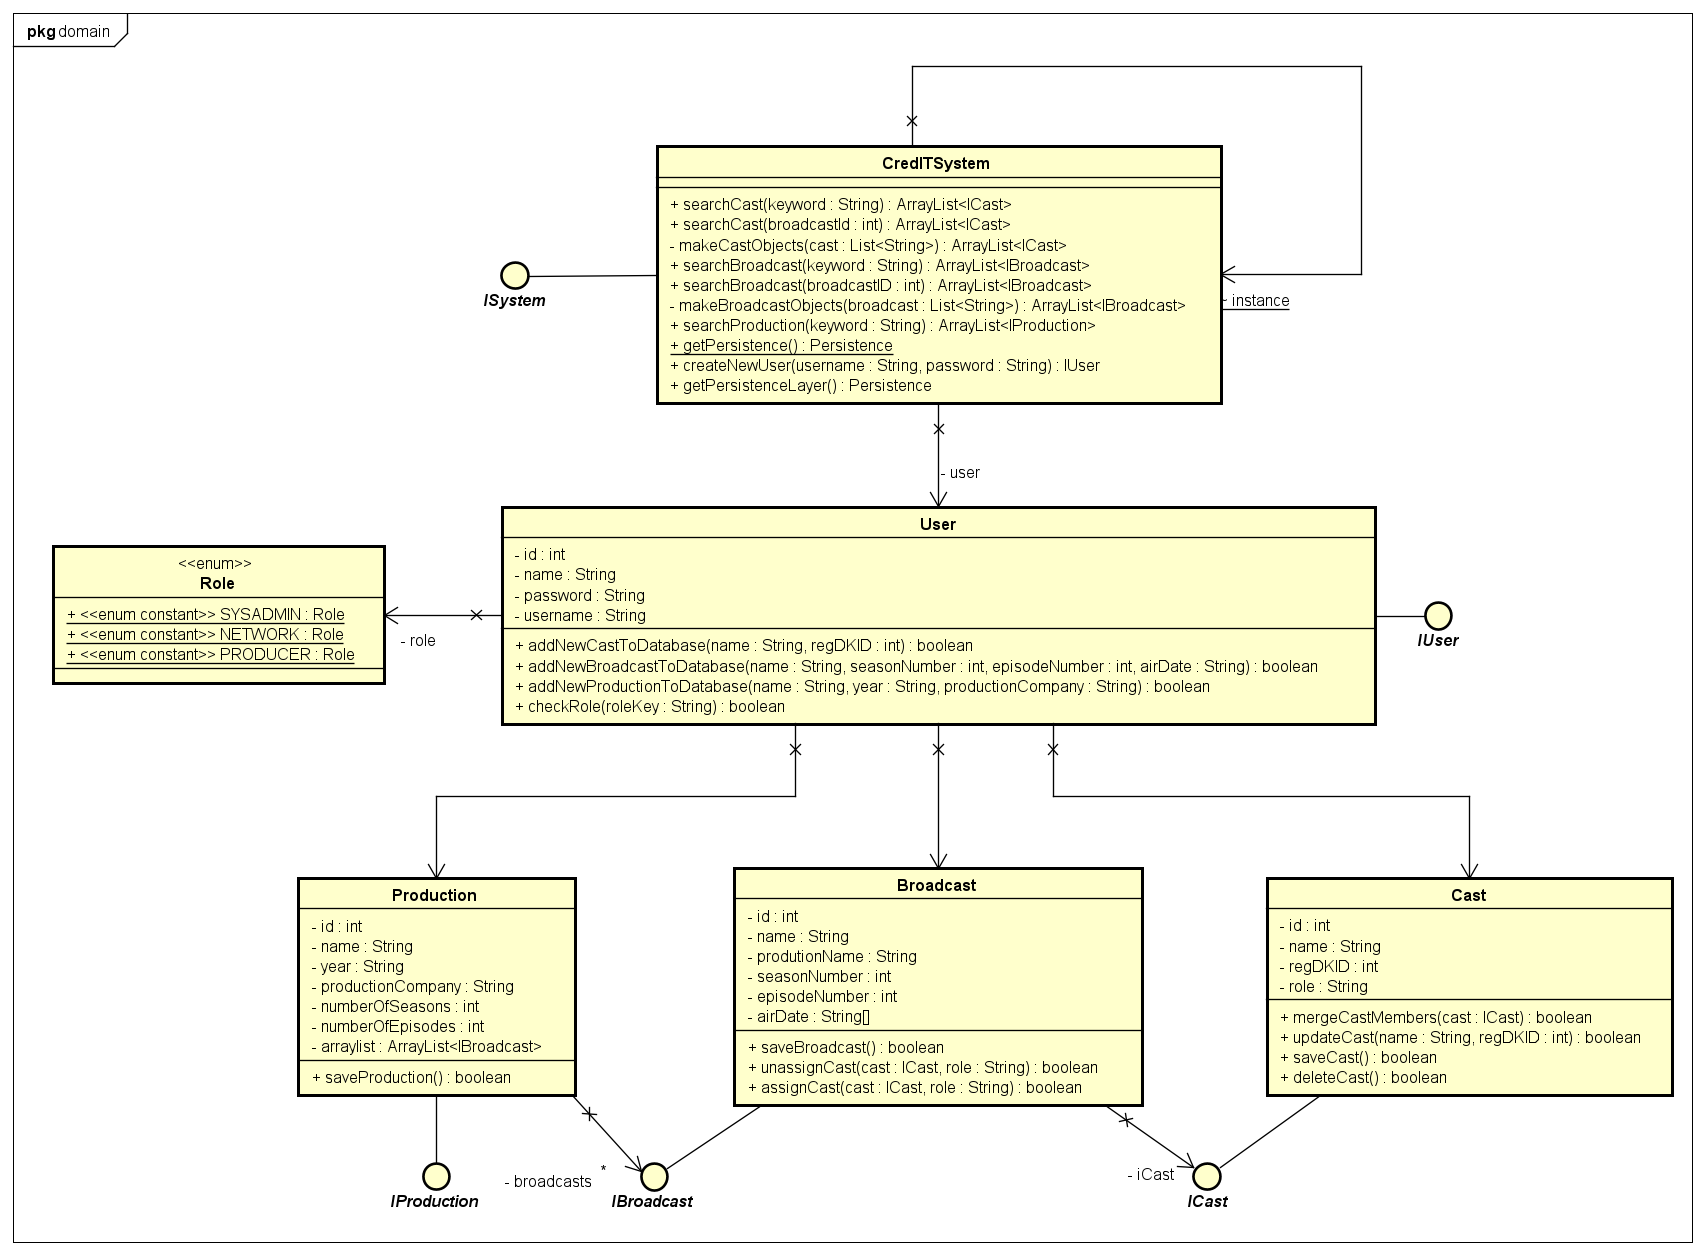 pkg domain
CredITSystem
+ searchCast(keyword : String) : ArrayList<ICast>
+ searchCast(broadcastId : int) : ArrayList<ICast>
- makeCastObjects(cast : List<String>) : ArrayList<ICast>
+ searchBroadcast(keyword : String) : ArrayList<IBroadcast>
+ searchBroadcast(broadcastID : int) : ArrayList<IBroadcast>
- makeBroadcastObjects(broadcast : List<String>) : ArrayList<IBroadcast>
+ searchProduction(keyword : String) : ArrayList<IProduction>
+ getPersistence() : Persistence
+ createNewUser(username : String, password : String) : IUser
+ getPersistenceLayer() : Persistence
ISystem
~ instance
- user
User
- id : int
- name : String
- password : String
- username : String
+ addNewCastToDatabase(name : String, regDKID : int) : boolean
+ addNewBroadcastToDatabase(name : String, seasonNumber : int, episodeNumber : int, airDate : String) : boolean
+ addNewProductionToDatabase(name : String, year : String, productionCompany : String) : boolean
+ checkRole(roleKey : String) : boolean
<<enum>>
Role
+ <<enum constant>> SYSADMIN : Role
+ <<enum constant>> NETWORK : Role
+ <<enum constant>> PRODUCER : Role
- role
IUser
Production
- id : int
- name : String
- year : String
- productionCompany : String
- numberOfSeasons : int
- numberOfEpisodes : int
- arraylist : ArrayList<IBroadcast>
+ saveProduction() : boolean
Broadcast
- id : int
- name : String
- produtionName : String
- seasonNumber : int
- episodeNumber : int
- airDate : String[]
+ saveBroadcast() : boolean
+ unassignCast(cast : ICast, role : String) : boolean
+ assignCast(cast : ICast, role : String) : boolean
Cast
- id : int
- name : String
- regDKID : int
- role : String
+ mergeCastMembers(cast : ICast) : boolean
+ updateCast(name : String, regDKID : int) : boolean
+ saveCast() : boolean
+ deleteCast() : boolean
IProduction
- broadcasts
*
IBroadcast
- iCast
ICast